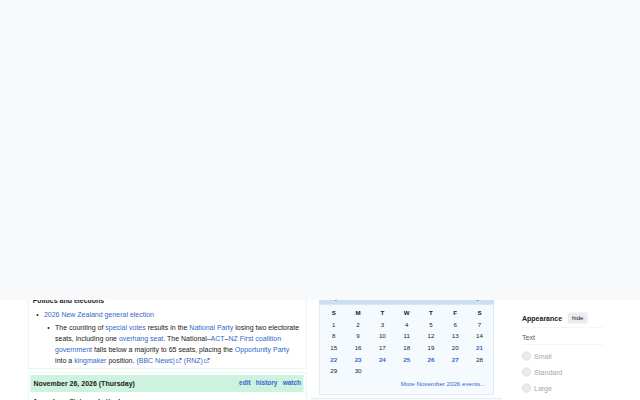 Politics and elections
• 2026 New Zealand general election
• The counting of special votes results in the National Party losing two electorate
seats, including one overhang seat. The National–ACT–NZ First coalition
government falls below a majority of 65 seats, placing the Opportunity Party
into a kingmaker position. (BBC News) (RNZ)
November 26, 2026 (Thursday) edit history watch
S M T W T F S
1 2 3 4 5 6 7
8 9 10 11 12 13 14
15 16 17 18 19 20 21
22 23 24 25 26 27 28
29 30
More November 2026 events...
Appearance hide
Text
Small
Standard
Large